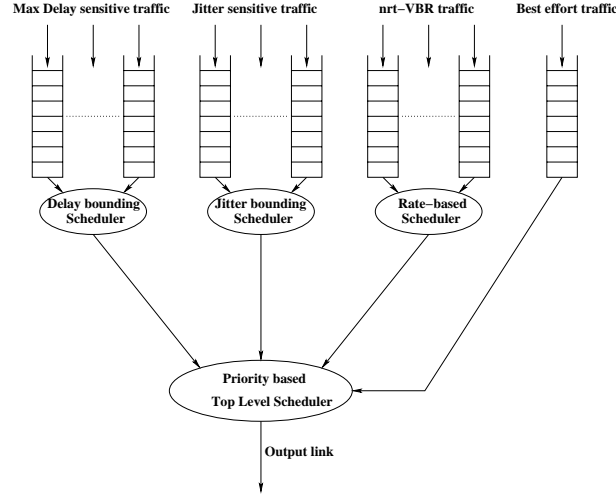 Max Delay sensitive traffic
Jitter sensitive traffic
nrt−VBR traffic
Best effort traffic
Delay bounding
Scheduler
Jitter bounding
Scheduler
Rate−based
Scheduler
Priority based
Top Level Scheduler
Output link